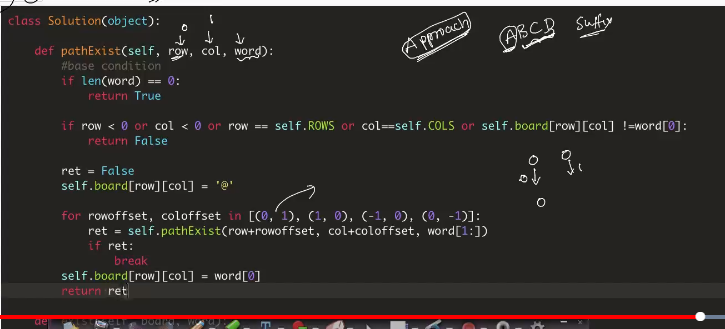 class Solution(object):
0 1
Approach
ABCD Suffix
def pathExist(self, row, col, word):
#base condition
if len(word) == 0:
return True
if row < 0 or col < 0 or row == self.ROWS or col==self.COLS or self.board[row][col] !=word[0]:
return False
0 0
ret = False
0 1
self.board[row][col] = '@'
0
for rowoffset, coloffset in [(0, 1), (1, 0), (-1, 0), (0, -1)]:
ret = self.pathExist(row+rowoffset, col+coloffset, word[1:])
if ret:
break
self.board[row][col] = word[0]
return ret